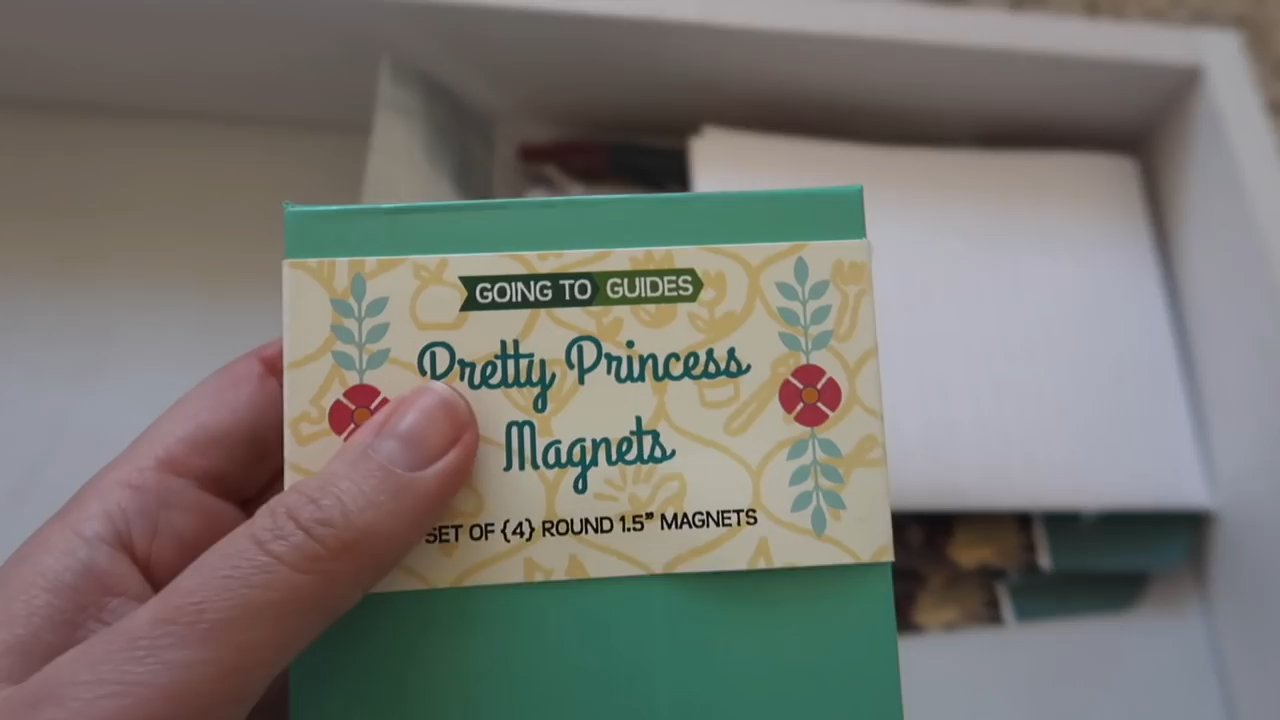 GOING TO GUIDES
Pretty Princess
Magnets
SET OF {4} ROUND 1.5" MAGNETS